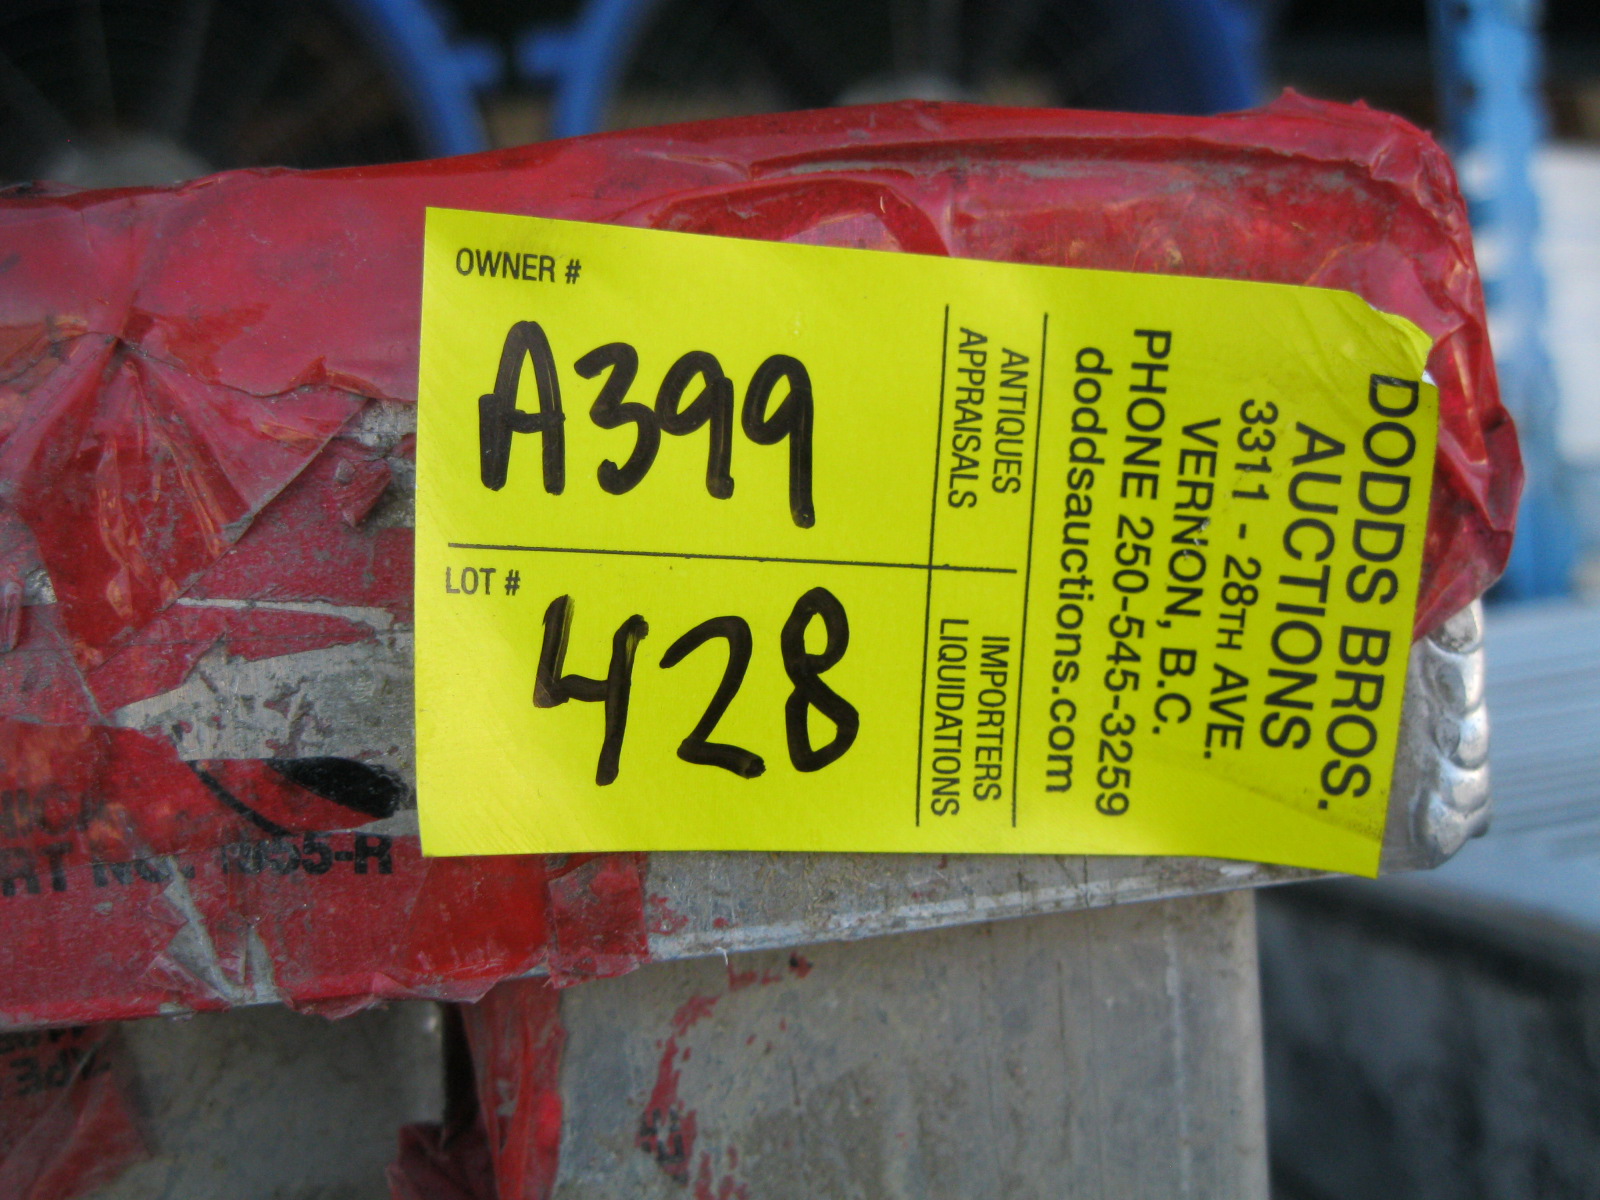 OWNER #
A399
LOT #
428
ANTIQUES
APPRAISALS
IMPORTERS
LIQUIDATIONS
DODDS BROS.
AUCTIONS
3311 - 28TH AVE.
VERNON, B.C.
PHONE 250-545-3259
doddsauctions.com